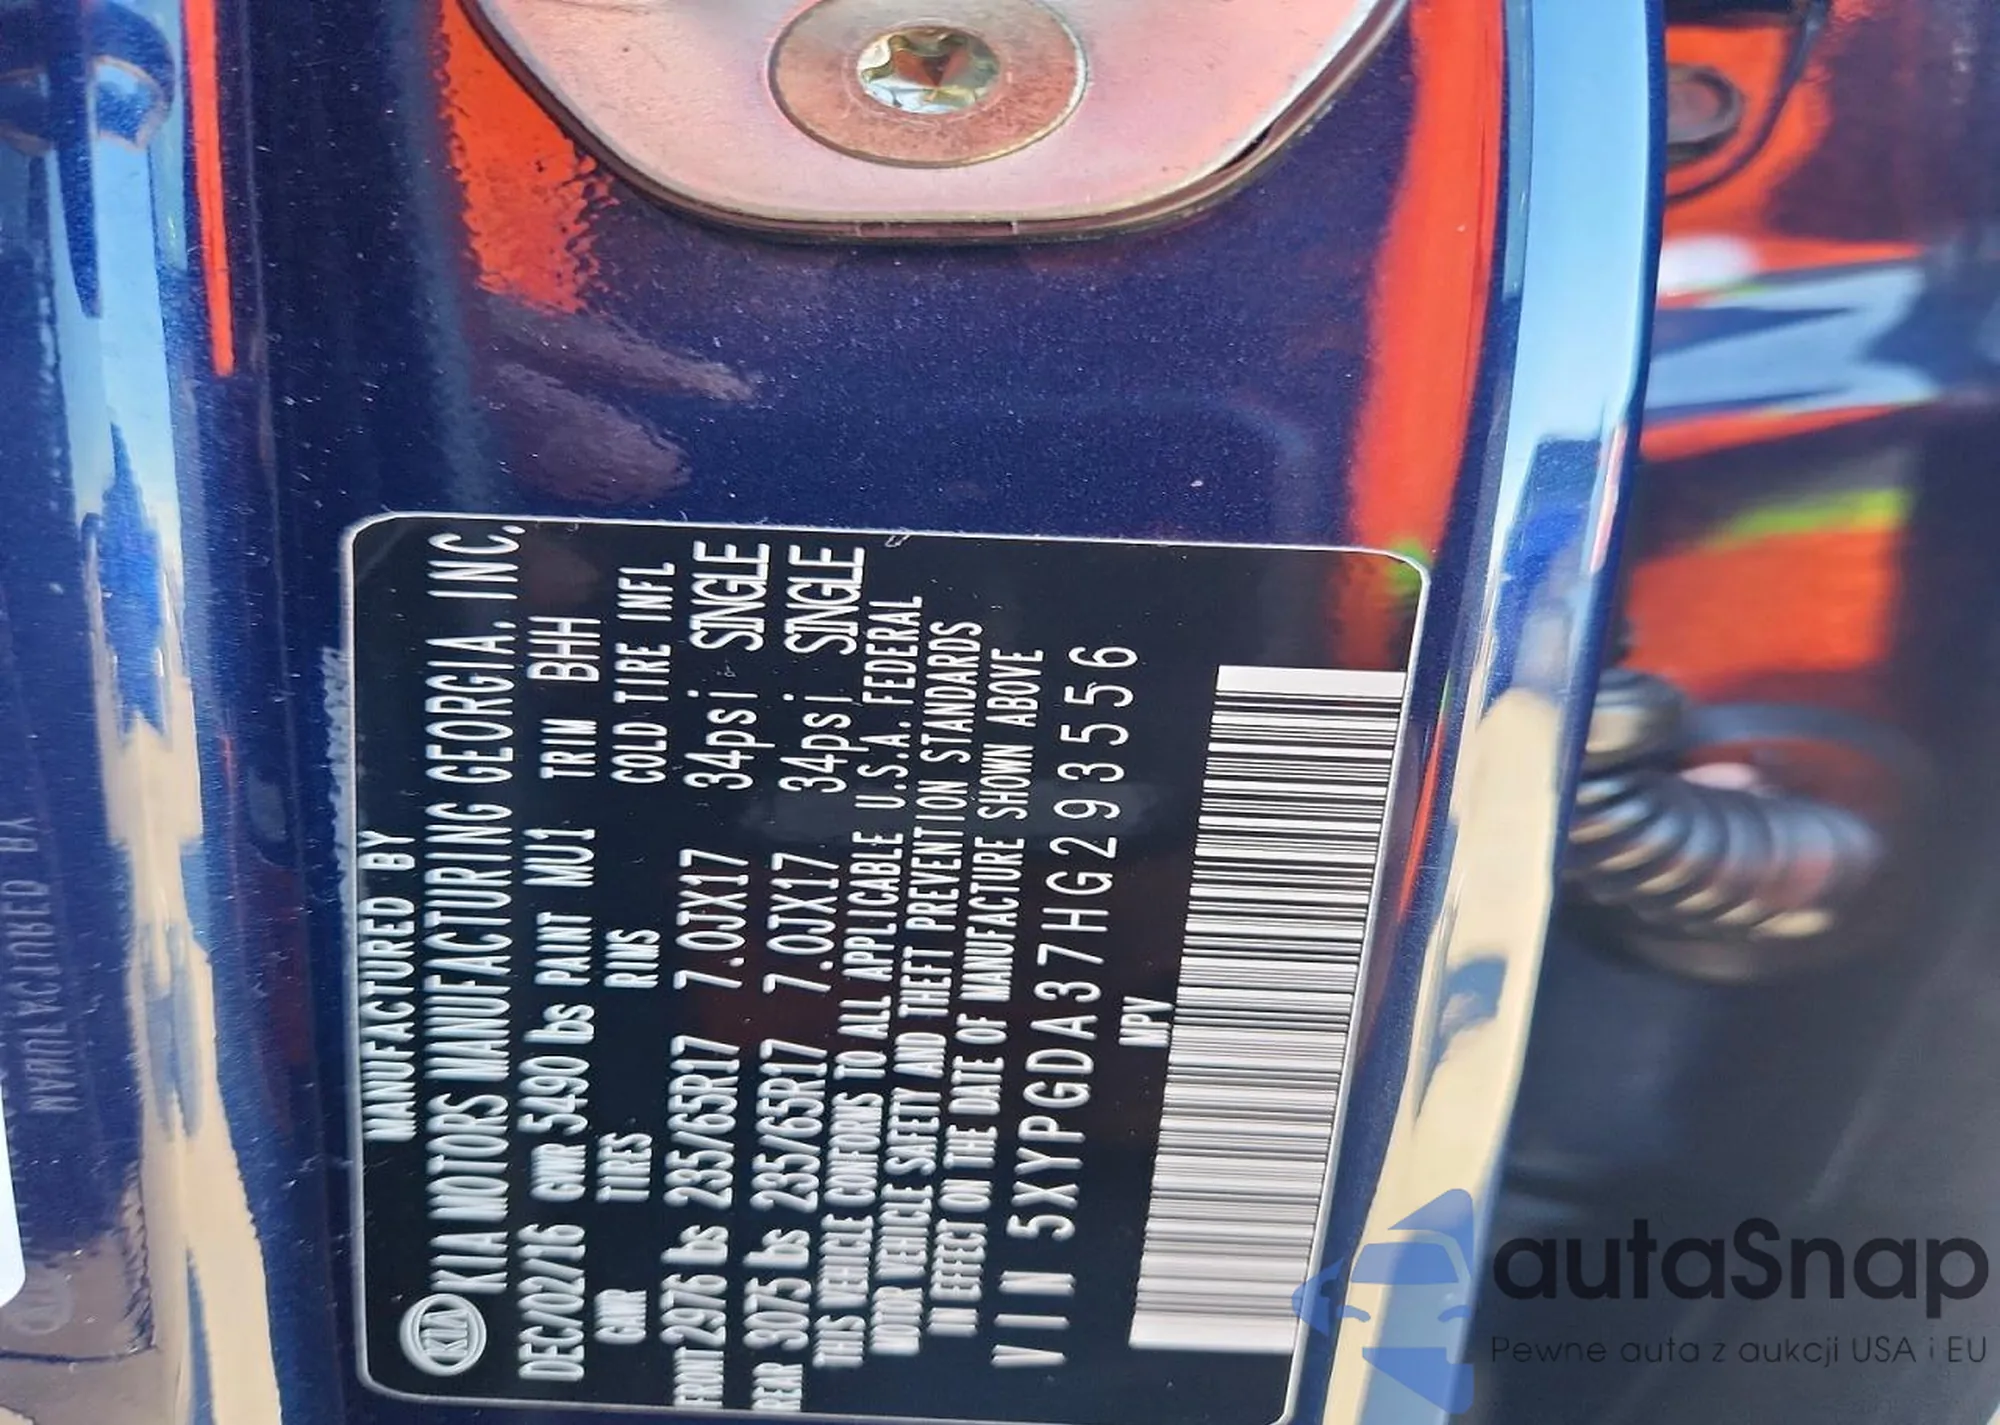 MANUFACTURED BY
KIA KIA MOTORS MANUFACTURING GEORGIA, INC.
DEC/02/16 GVWR 5490 lbs PAINT MU1 TRIM BHH
GAWR TIRES RIMS COLD TIRE INFL
FRONT 2976 lbs 235/65R17 7.0JX17 34psi SINGLE
REAR 3075 lbs 235/65R17 7.0JX17 34psi SINGLE
THIS VEHICLE CONFORMS TO ALL APPLICABLE U.S.A. FEDERAL
MOTOR VEHICLE SAFETY AND THEFT PREVENTION STANDARDS
IN EFFECT ON THE DATE OF MANUFACTURE SHOWN ABOVE
VIN 5XYPGDA37HG293556
MPV
autaSnap
Pewne auta z aukcji USA i EU